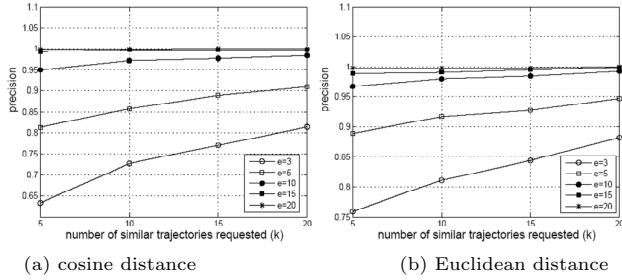 1.1
1.05
1
0.95
0.9
0.85
0.8
0.75
0.7
0.65
precision
5
10
15
20
number of similar trajectories requested (k)
e=3
e=6
e=10
e=15
e=20
(a) cosine distance
1.1
1.05
1
0.95
0.9
0.85
0.8
0.75
precision
5
10
15
20
number of similar trajectories requested (k)
e=3
e=5
e=10
e=15
e=20
(b) Euclidean distance